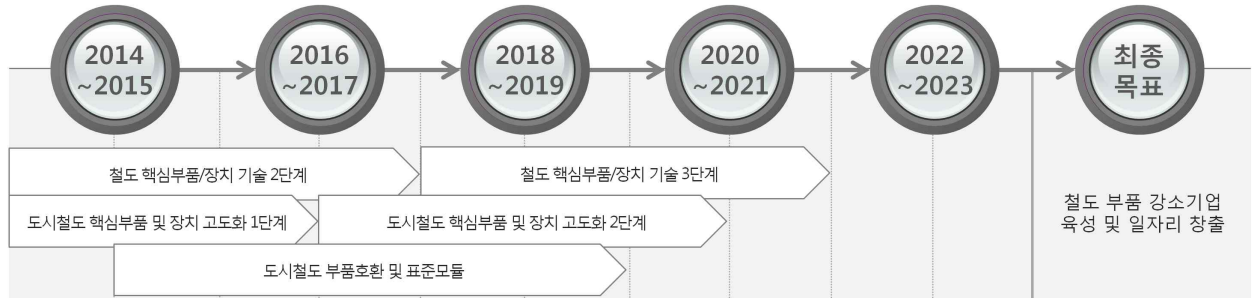 2014
~2015
2016
~2017
2018
~2019
2020
~2021
2022
~2023
최종
목표
철도 핵심부품/장치 기술 2단계
철도 핵심부품/장치 기술 3단계
도시철도 핵심부품 및 장치 고도화 1단계
도시철도 핵심부품 및 장치 고도화 2단계
도시철도 부품호환 및 표준모듈
철도 부품 강소기업
육성 및 일자리 창출